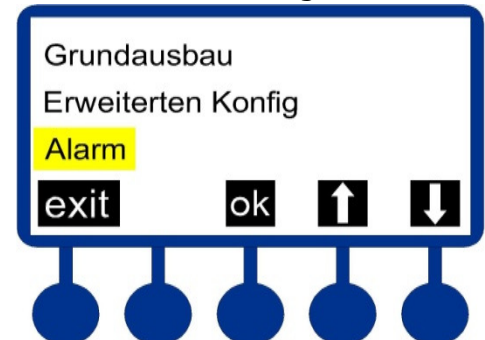 Grundausbau
Erweiterten Konfig
Alarm
exit ok ↑ ↓